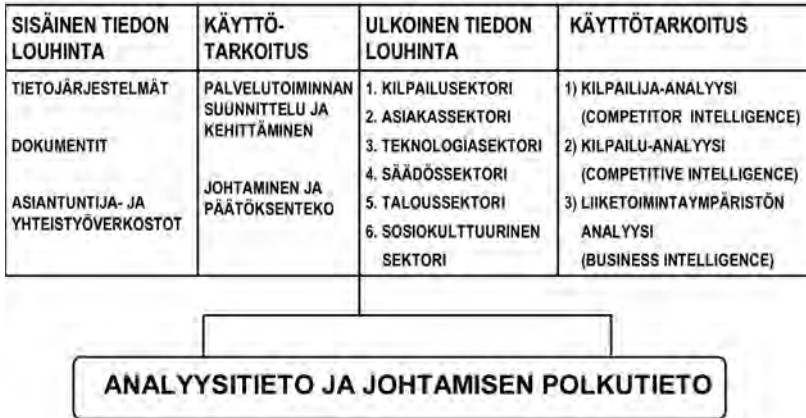 SISÄINEN TIEDON
LOUHINTA
KÄYTTÖ-
TARKOITUS
ULKOINEN TIEDON
LOUHINTA
KÄYTTÖTARKOITUS
TIETOJÄRJESTELMÄT
DOKUMENTIT
ASIANTUNTIJA- JA
YHTEISTYÖVERKOSTOT
PALVELUTOIMINNAN
SUUNNITTELU JA
KEHITTÄMINEN
JOHTAMINEN JA
PÄÄTÖKSENTEKO
1. KILPAILUSEKTORI
2. ASIAKASSEKTORI
3. TEKNOLOGIASEKTORI
4. SÄÄDÖSSEKTORI
5. TALOUSSEKTORI
6. SOSIOKULTTUURINEN
SEKTORI
1) KILPAILIJA-ANALYYSI
(COMPETITOR INTELLIGENCE)
2) KILPAILU-ANALYYSI
(COMPETITIVE INTELLIGENCE)
3) LIIKETOIMINTAYMPÄRISTÖN
ANALYYSI
(BUSINESS INTELLIGENCE)
ANALYYSITIETO JA JOHTAMISEN POLKUTIETO